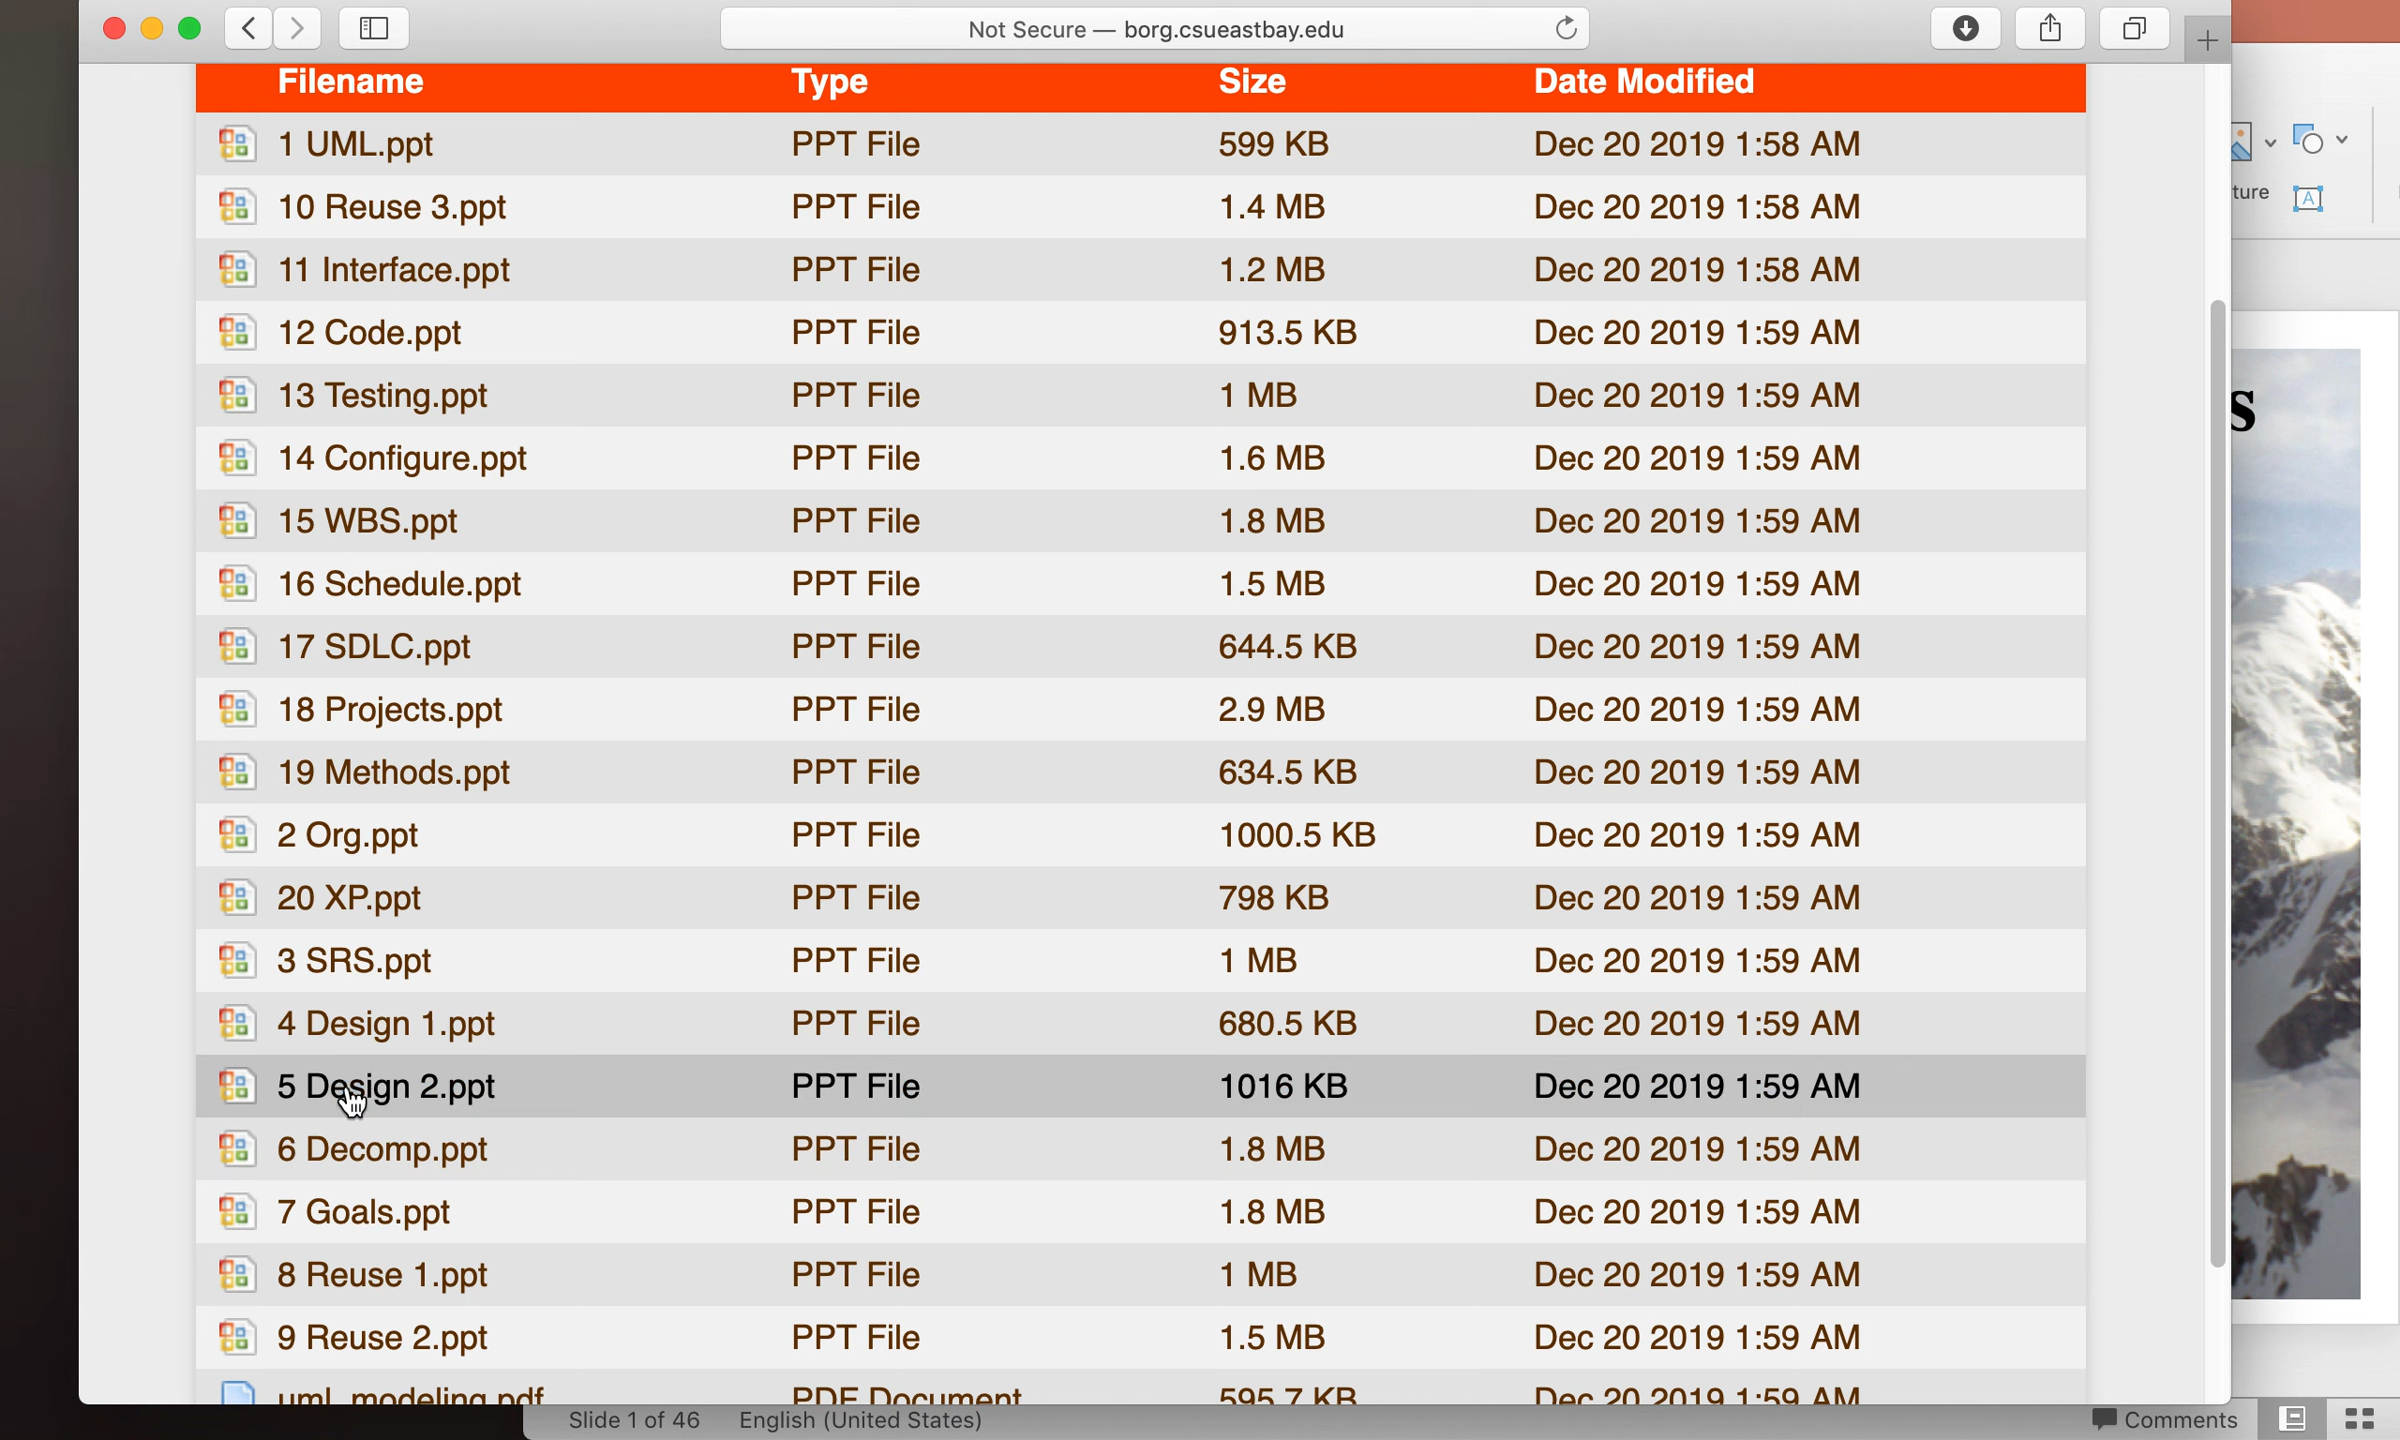 Not Secure — borg.csueastbay.edu
Filename Type Size Date Modified
1 UML.ppt PPT File 599 KB Dec 20 2019 1:58 AM
10 Reuse 3.ppt PPT File 1.4 MB Dec 20 2019 1:58 AM
11 Interface.ppt PPT File 1.2 MB Dec 20 2019 1:58 AM
12 Code.ppt PPT File 913.5 KB Dec 20 2019 1:59 AM
13 Testing.ppt PPT File 1 MB Dec 20 2019 1:59 AM
14 Configure.ppt PPT File 1.6 MB Dec 20 2019 1:59 AM
15 WBS.ppt PPT File 1.8 MB Dec 20 2019 1:59 AM
16 Schedule.ppt PPT File 1.5 MB Dec 20 2019 1:59 AM
17 SDLC.ppt PPT File 644.5 KB Dec 20 2019 1:59 AM
18 Projects.ppt PPT File 2.9 MB Dec 20 2019 1:59 AM
19 Methods.ppt PPT File 634.5 KB Dec 20 2019 1:59 AM
2 Org.ppt PPT File 1000.5 KB Dec 20 2019 1:59 AM
20 XP.ppt PPT File 798 KB Dec 20 2019 1:59 AM
3 SRS.ppt PPT File 1 MB Dec 20 2019 1:59 AM
4 Design 1.ppt PPT File 680.5 KB Dec 20 2019 1:59 AM
5 Design 2.ppt PPT File 1016 KB Dec 20 2019 1:59 AM
6 Decomp.ppt PPT File 1.8 MB Dec 20 2019 1:59 AM
7 Goals.ppt PPT File 1.8 MB Dec 20 2019 1:59 AM
8 Reuse 1.ppt PPT File 1 MB Dec 20 2019 1:59 AM
9 Reuse 2.ppt PPT File 1.5 MB Dec 20 2019 1:59 AM
uml_modeling.pdf PDF Document 595.7 KB Dec 20 2019 1:59 AM
ture
A
s
Slide 1 of 46 English (United States) Comments